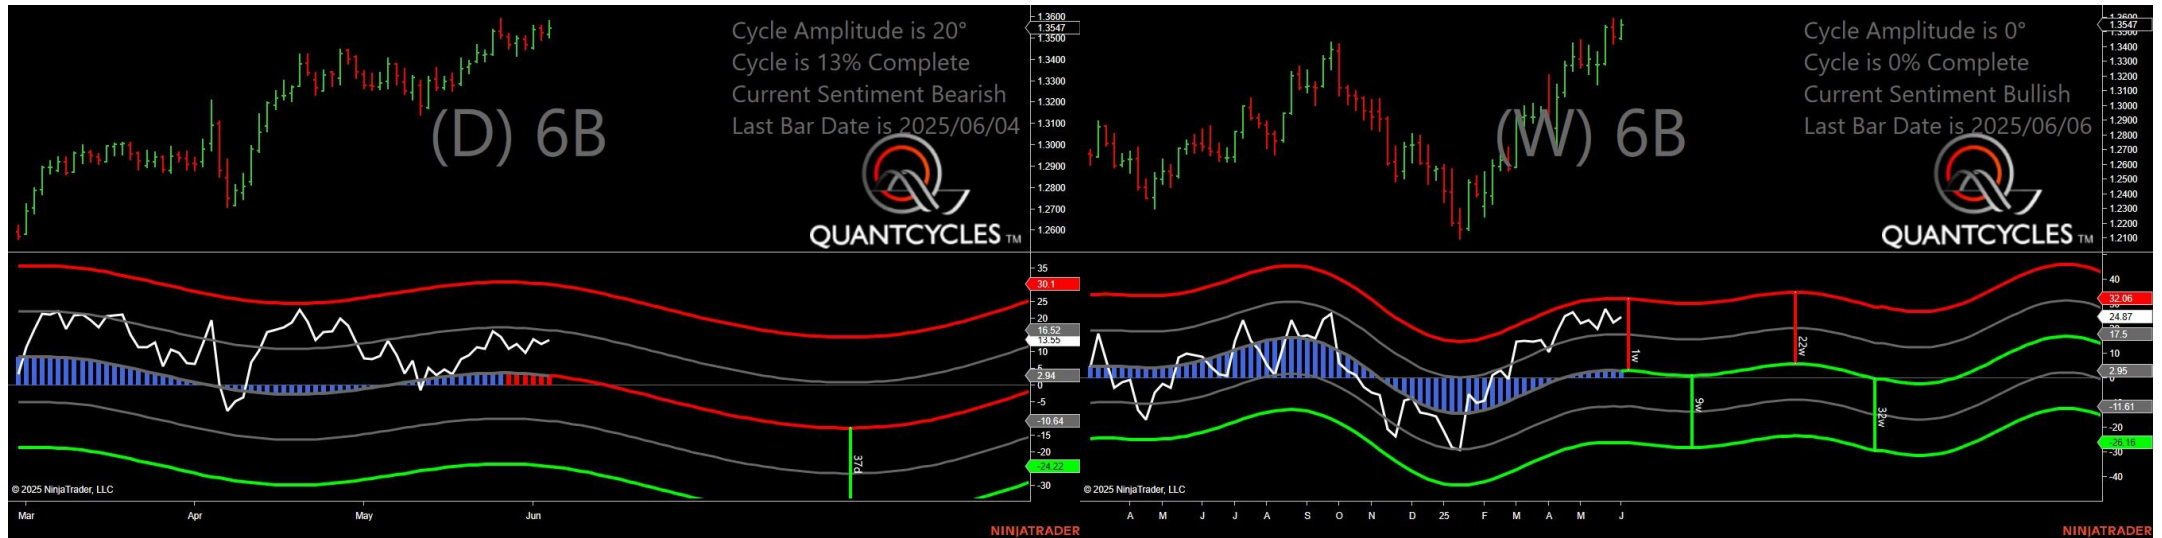 Cycle Amplitude is 20°
Cycle is 13% Complete
Current Sentiment Bearish
Last Bar Date is 2025/06/04
(D) 6B
QUANTCYCLES TM
1.3600
1.3547
1.3500
1.3400
1.3300
1.3200
1.3100
1.3000
1.2900
1.2800
1.2700
1.2600
35
30.1
25
20
16.52
13.55
10
5
2.94
0
-5
-10.64
-15
20
-24.22
-30
37d
© 2025 NinjaTrader, LLC
Mar
Apr
May
Jun
NINJATRADER
Cycle Amplitude is 0°
Cycle is 0% Complete
Current Sentiment Bullish
Last Bar Date is 2025/06/06
(W) 6B
QUANTCYCLES TM
1.3600
1.3547
1.3500
1.3400
1.3300
1.3200
1.3100
1.3000
1.2900
1.2800
1.2700
1.2600
1.2500
1.2400
1.2300
1.2200
1.2100
40
32.06
24.87
17.5
10
2.95
0
-11.61
-20
-26.16
-30
-40
1w
9w
22w
32w
© 2025 NinjaTrader, LLC
A M J J A S O N D 25 F M A M J
NINJATRADER